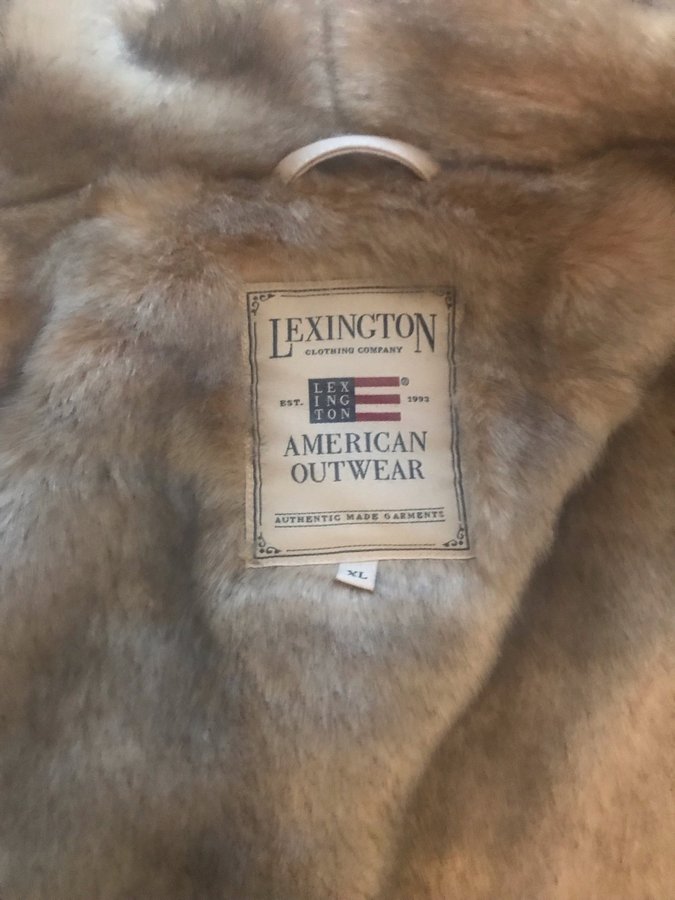 LEXINGTON
CLOTHING COMPANY
EST. LEX ® 1993
ING
TON
AMERICAN
OUTWEAR
AUTHENTIC MADE GARMENTS
XL